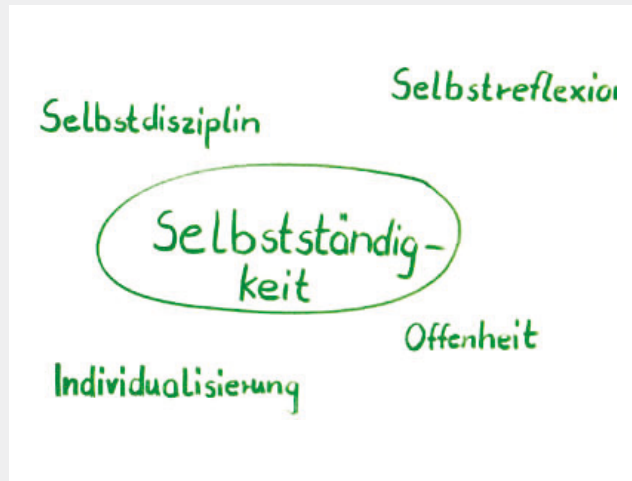 Selbstreflexio
Selbstdisziplin
Selbstständig-
keit
Offenheit
Individualisierung